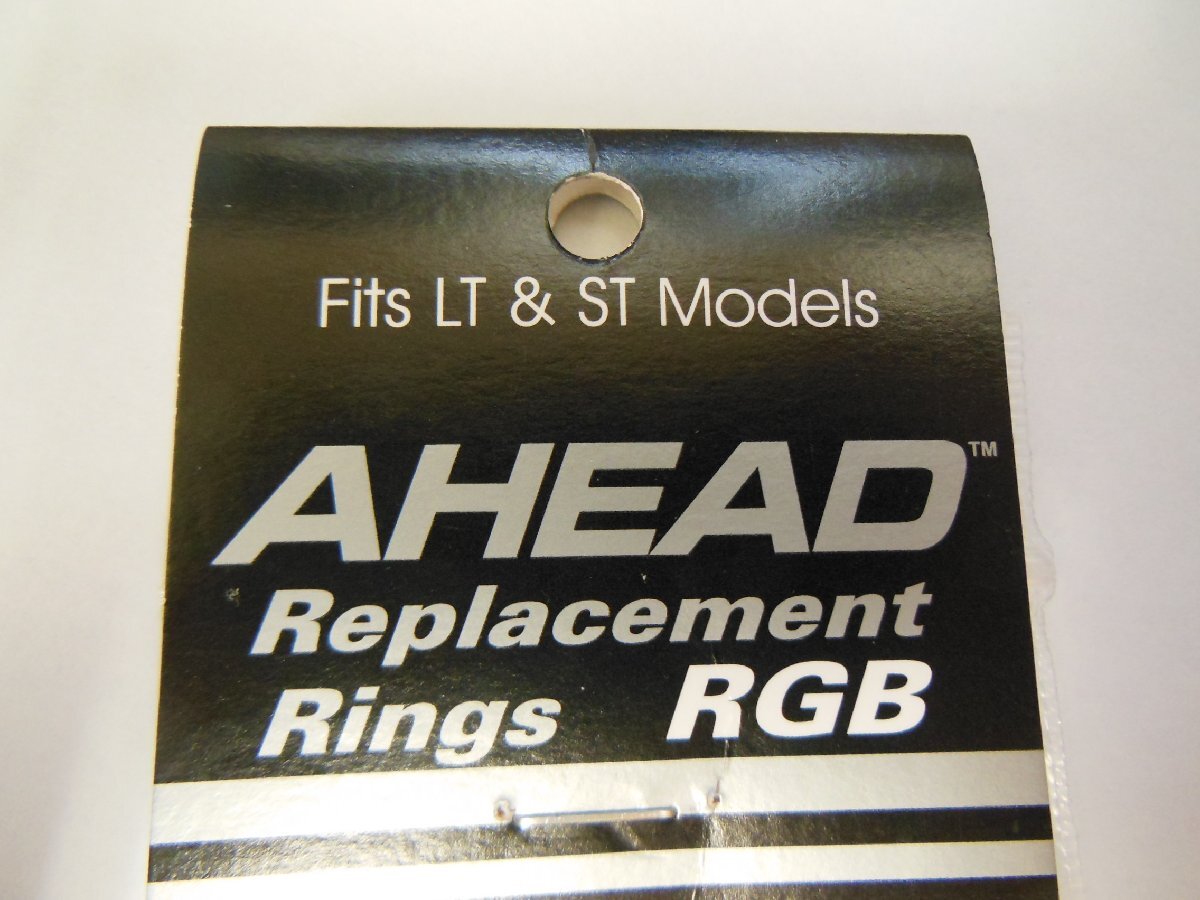 Fits LT & ST Models
AHEAD™
Replacement
Rings RGB